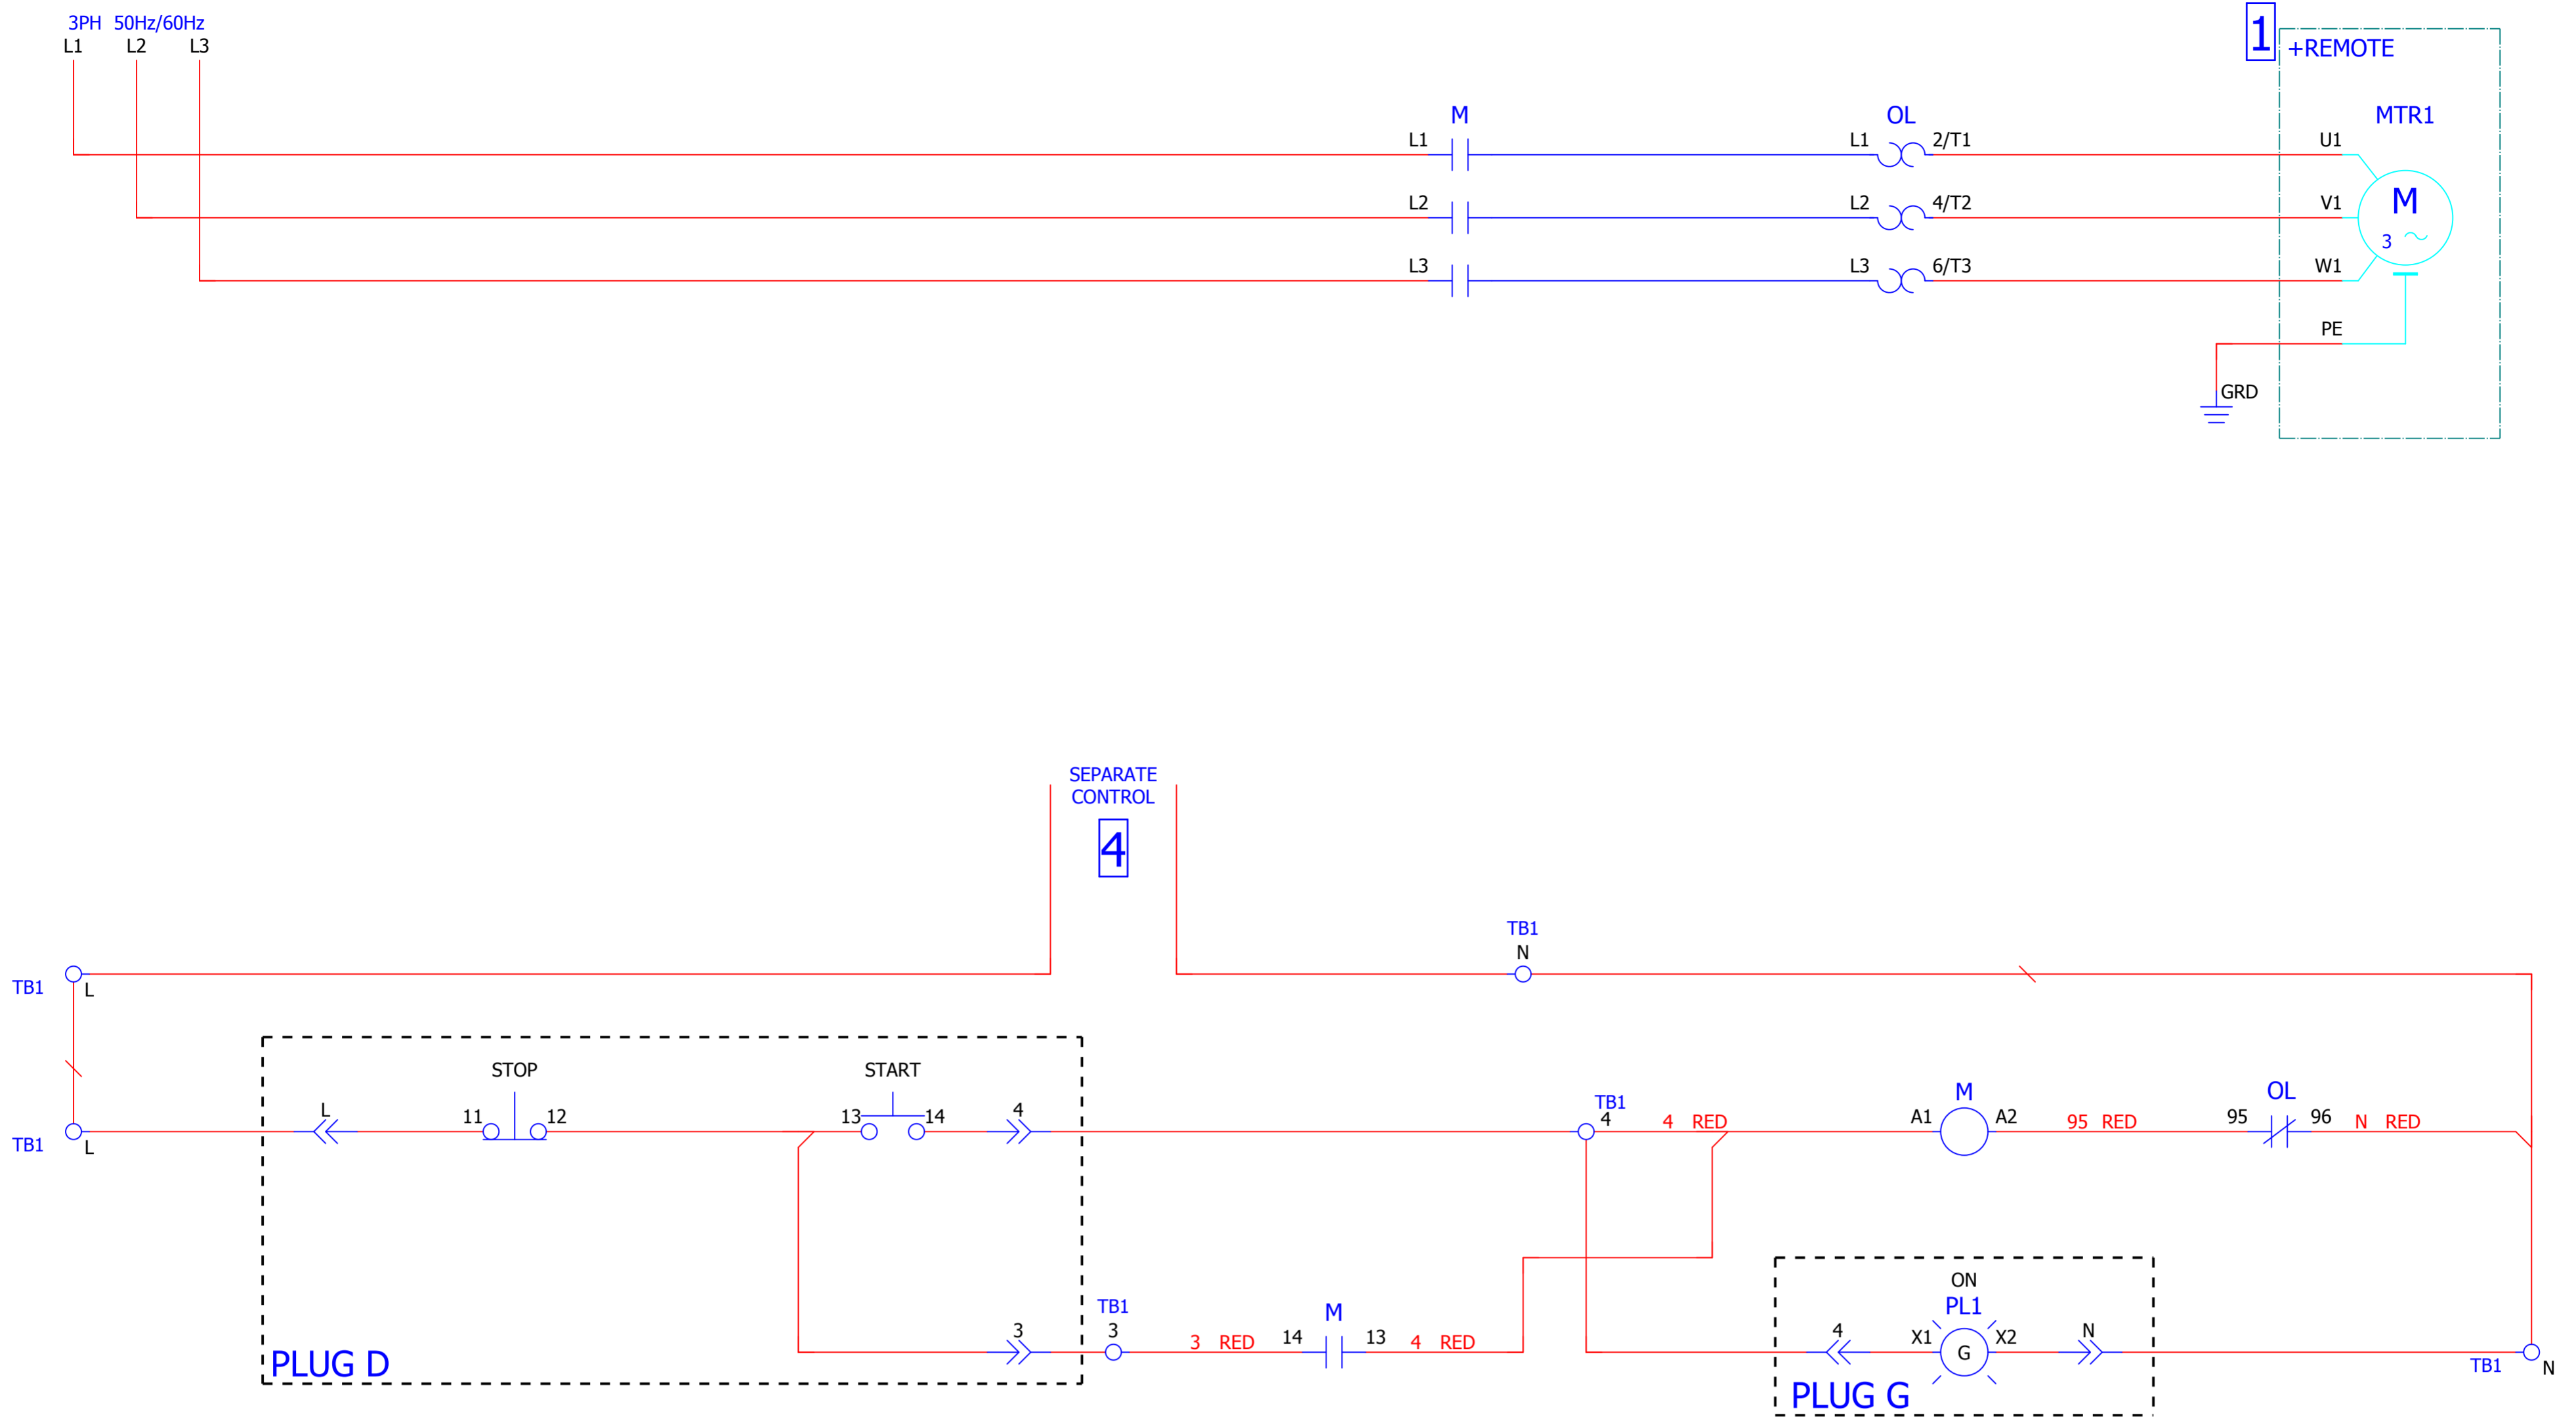 3PH 50Hz/60Hz
L1 L2 L3
1
+REMOTE
M OL MTR1
L1 L1 2/T1 U1
L2 L2 4/T2 V1
M
3 ~
L3 L3 6/T3 W1
PE
GRD
SEPARATE
CONTROL
4
TB1
N
TB1 L
STOP START
L 11 12 13 14 4
TB1
4
4 RED
M
A1 A2
95 RED
OL
95 96
N RED
TB1 L
ON
PL1
TB1
3 3
3 RED
M
14 13
4 RED
4 X1 G X2 N
TB1 N
PLUG D
PLUG G